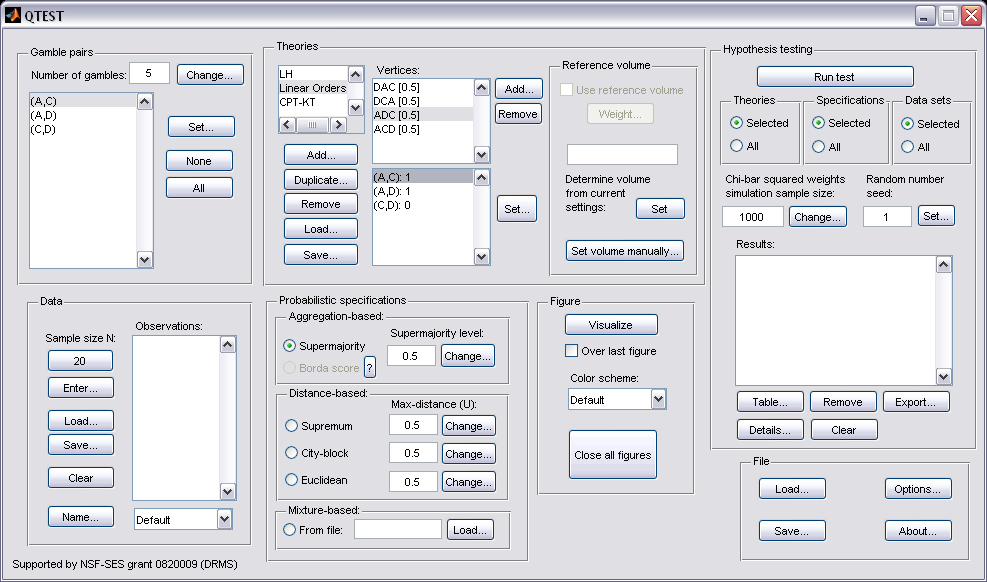 QTEST
Gamble pairs
Number of gambles: 5 Change...
(A,C)
(A,D)
(C,D)
Set...
None
All
Theories
LH
Linear Orders
CPT-KT
Add...
Duplicate...
Remove
Load...
Save...
Vertices:
DAC [0.5]
DCA [0.5]
ADC [0.5]
ACD [0.5]
Add...
Remove
(A,C): 1
(A,D): 1
(C,D): 0
Set...
Reference volume
Use reference volume
Weight...
Determine volume
from current
settings:
Set
Set volume manually...
Hypothesis testing
Run test
Theories
Selected
All
Specifications
Selected
All
Data sets
Selected
All
Chi-bar squared weights
simulation sample size:
1000 Change...
Random number
seed:
1 Set...
Results:
Table... Remove Export...
Details... Clear
Data
Sample size N:
20
Enter...
Load...
Save...
Clear
Name...
Observations:
Default
Probabilistic specifications
Aggregation-based:
Supermajority
Borda score ?
Supermajority level:
0.5 Change...
Distance-based:
Max-distance (U):
Supremum 0.5 Change...
City-block 0.5 Change...
Euclidean 0.5 Change...
Mixture-based:
From file: Load...
Figure
Visualize
Over last figure
Color scheme:
Default
Close all figures
File
Load... Options...
Save... About...
Supported by NSF-SES grant 0820009 (DRMS)